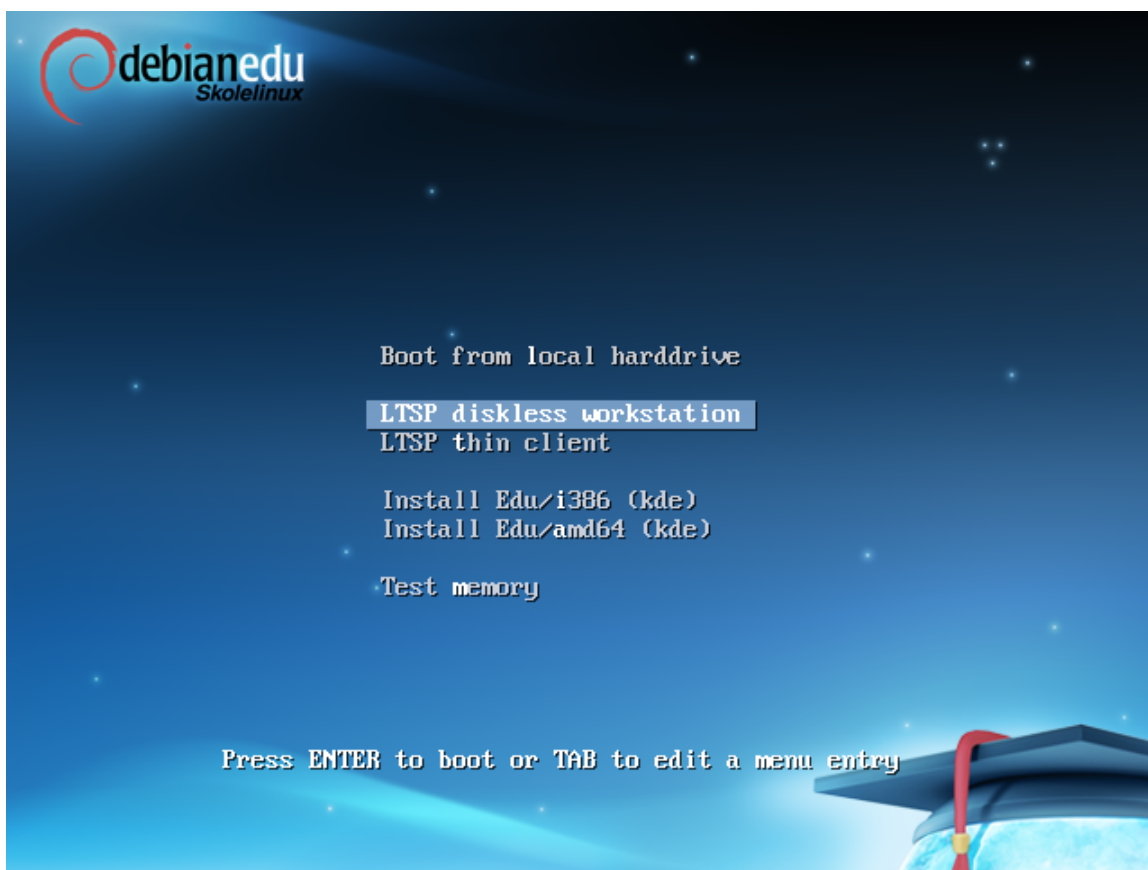 debianedu
Skolelinux
Boot from local harddrive
LTSP diskless workstation
LTSP thin client
Install Edu/i386 (kde)
Install Edu/amd64 (kde)
Test memory
Press ENTER to boot or TAB to edit a menu entry